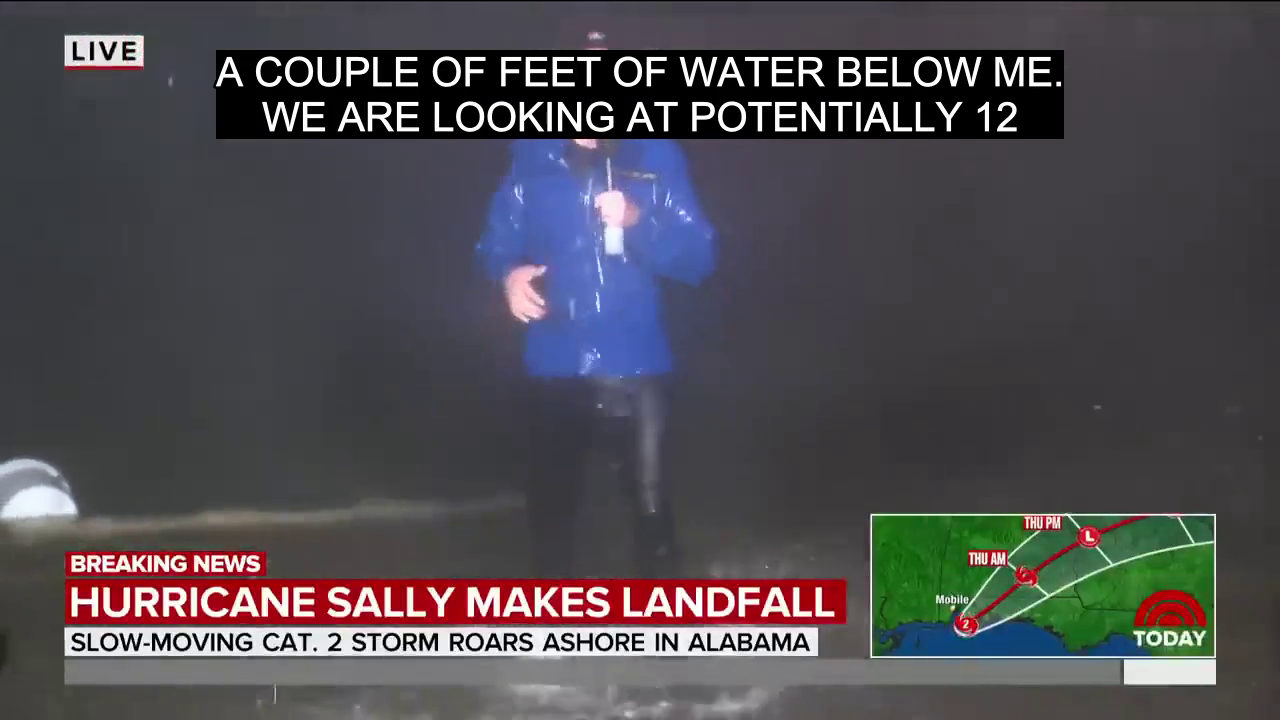 LIVE
A COUPLE OF FEET OF WATER BELOW ME.
WE ARE LOOKING AT POTENTIALLY 12
THU PM
L
THU AM
Mobile
2
BREAKING NEWS
HURRICANE SALLY MAKES LANDFALL
SLOW-MOVING CAT. 2 STORM ROARS ASHORE IN ALABAMA
TODAY